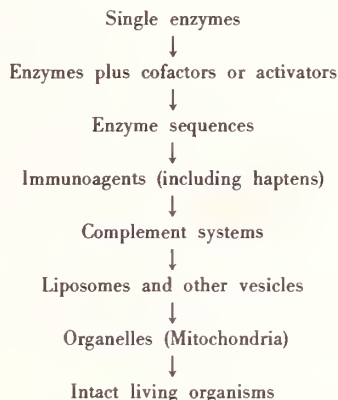 Single enzymes
↓
Enzymes plus cofactors or activators
↓
Enzyme sequences
↓
Immunoagents (including haptens)
↓
Complement systems
↓
Liposomes and other vesicles
↓
Organelles (Mitochondria)
↓
Intact living organisms